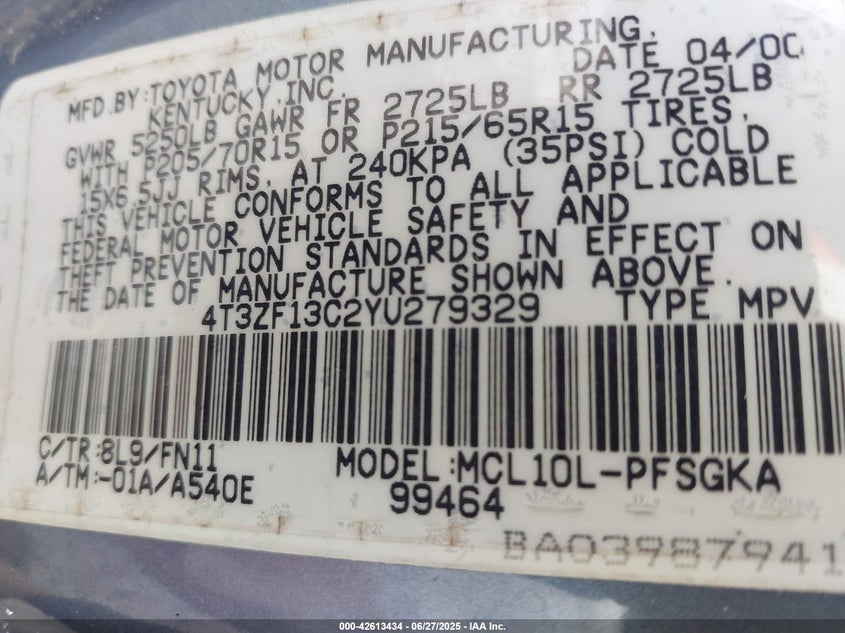 MFD.BY:TOYOTA MOTOR MANUFACTURING,
KENTUCKY,INC. DATE 04/00
GVWR 5250LB GAWR FR 2725LB RR 2725LB
WITH P205/70R15 OR P215/65R15 TIRES,
15X6.5JJ RIMS, AT 240KPA (35PSI) COLD
THIS VEHICLE CONFORMS TO ALL APPLICABLE
FEDERAL MOTOR VEHICLE SAFETY AND
THEFT PREVENTION STANDARDS IN EFFECT ON
THE DATE OF MANUFACTURE SHOWN ABOVE.
4T3ZF13C2YU279329 TYPE MPV
C/TR:8L9/FN11
A/TM:-01A/A540E
MODEL:MCL10L-PFSGKA
99464
BA03987941
000-42613434 | 06/27/2025 - IAA Inc.